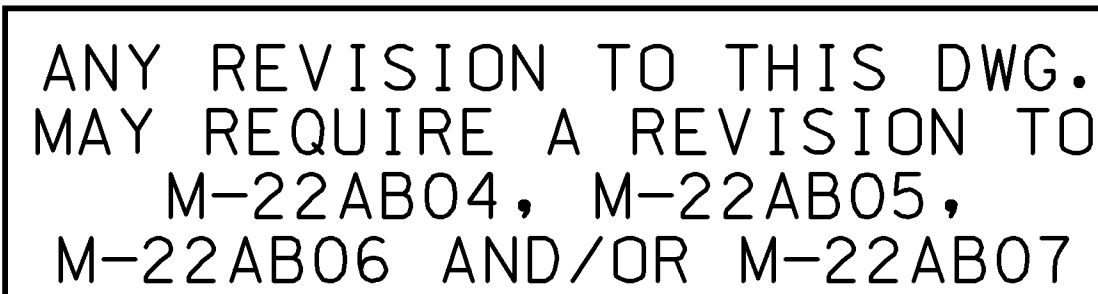 ANY REVISION TO THIS DWG.
MAY REQUIRE A REVISION TO
M-22AB04, M-22AB05,
M-22AB06 AND/OR M-22AB07